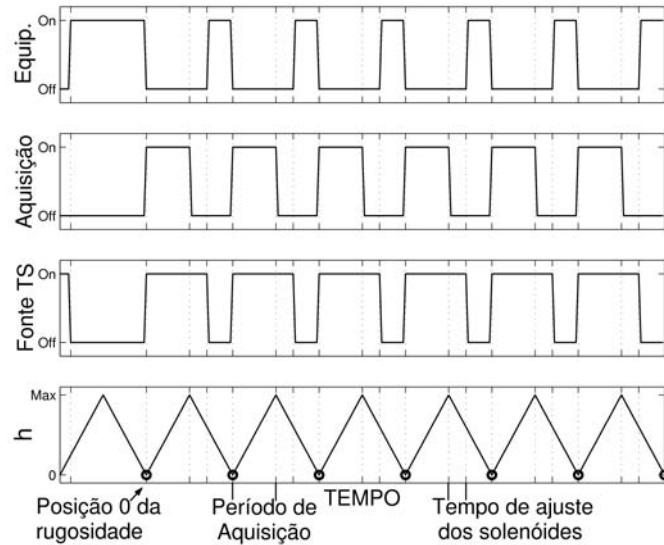 On
Equip.
Off
On
Aquisição
Off
On
Fonte TS
Off
Max
h
0
Posição 0 da
rugosidade
Período de
Aquisição
TEMPO
Tempo de ajuste
dos solenóides